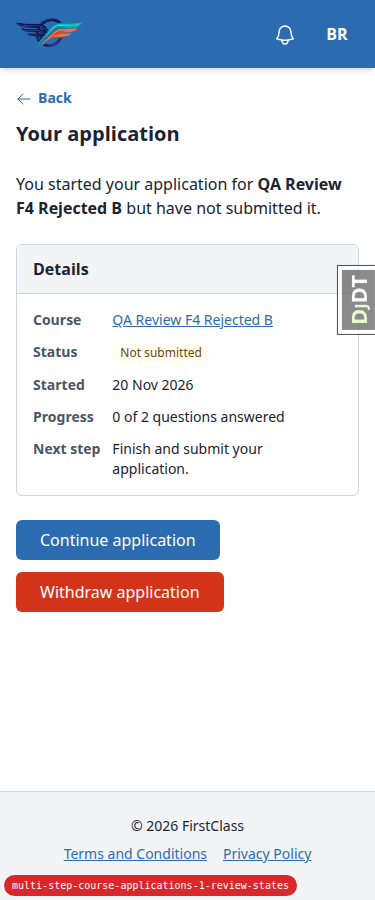 BR
← Back
Your application
You started your application for QA Review
F4 Rejected B but have not submitted it.
Details
DJDT
Course QA Review F4 Rejected B
Status Not submitted
Started 20 Nov 2026
Progress 0 of 2 questions answered
Next step Finish and submit your
application.
Continue application
Withdraw application
© 2026 FirstClass
Terms and Conditions Privacy Policy
multi-step-course-applications-1-review-states